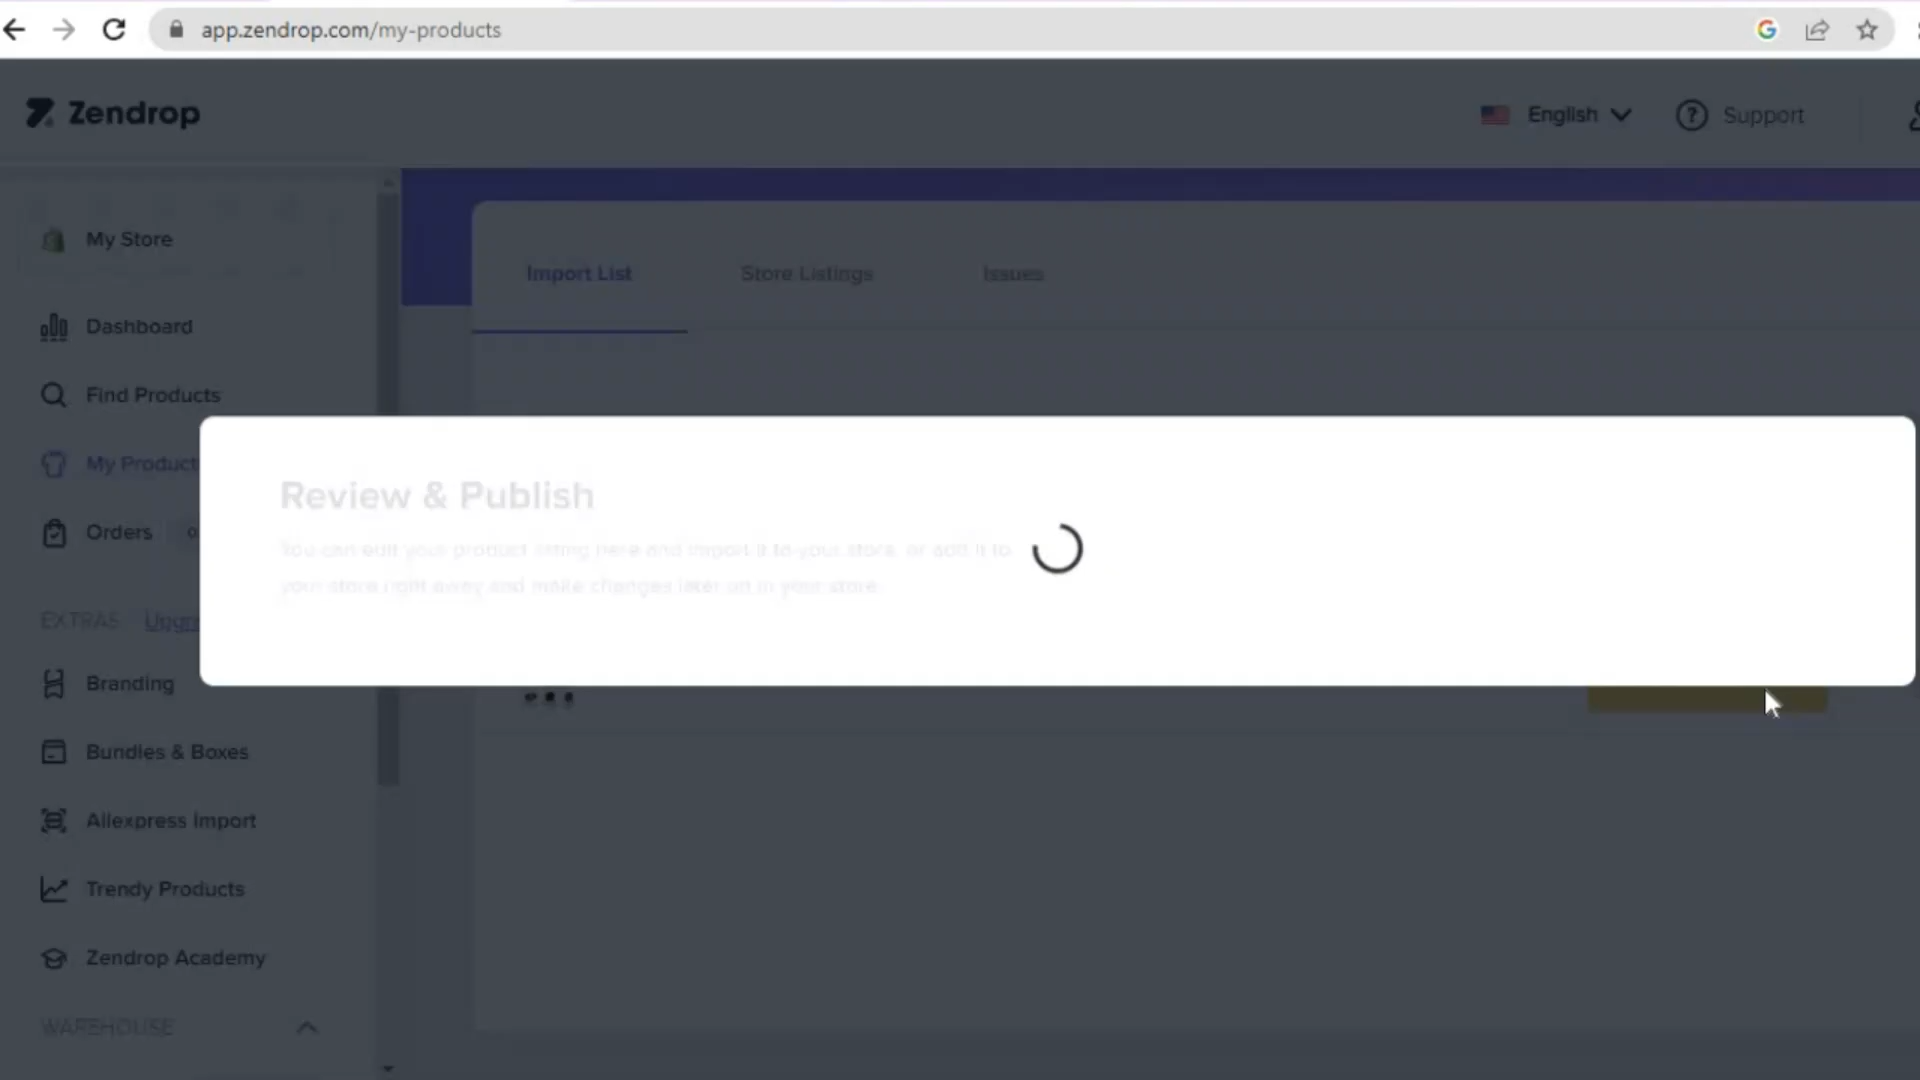 app.zendrop.com/my-products
Zendrop
English
Support
My Store
Import List
Store Listings
Issues
Dashboard
Find Products
My Product
Review & Publish
Orders 0
You can edit your product listing here and import it to your store, or add it to
your store right away and make changes later on in your store.
EXTRAS Upgr
Branding
Bundles & Boxes
Aliexpress Import
Trendy Products
Zendrop Academy
WAREHOUSE